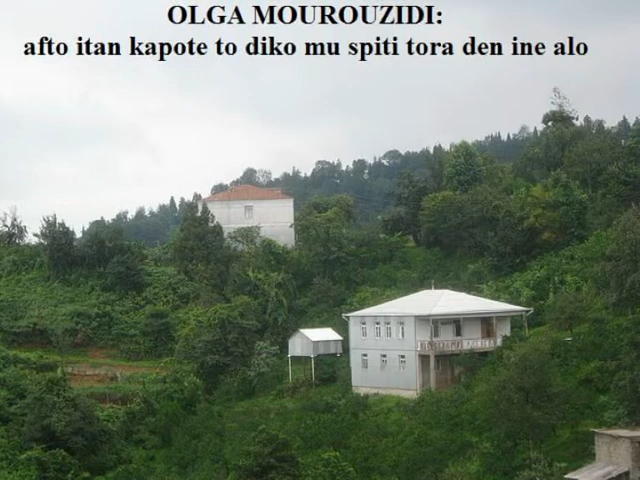 OLGA MOUROUZIDI:
afto itan kapote to diko mu spiti tora den ine alo